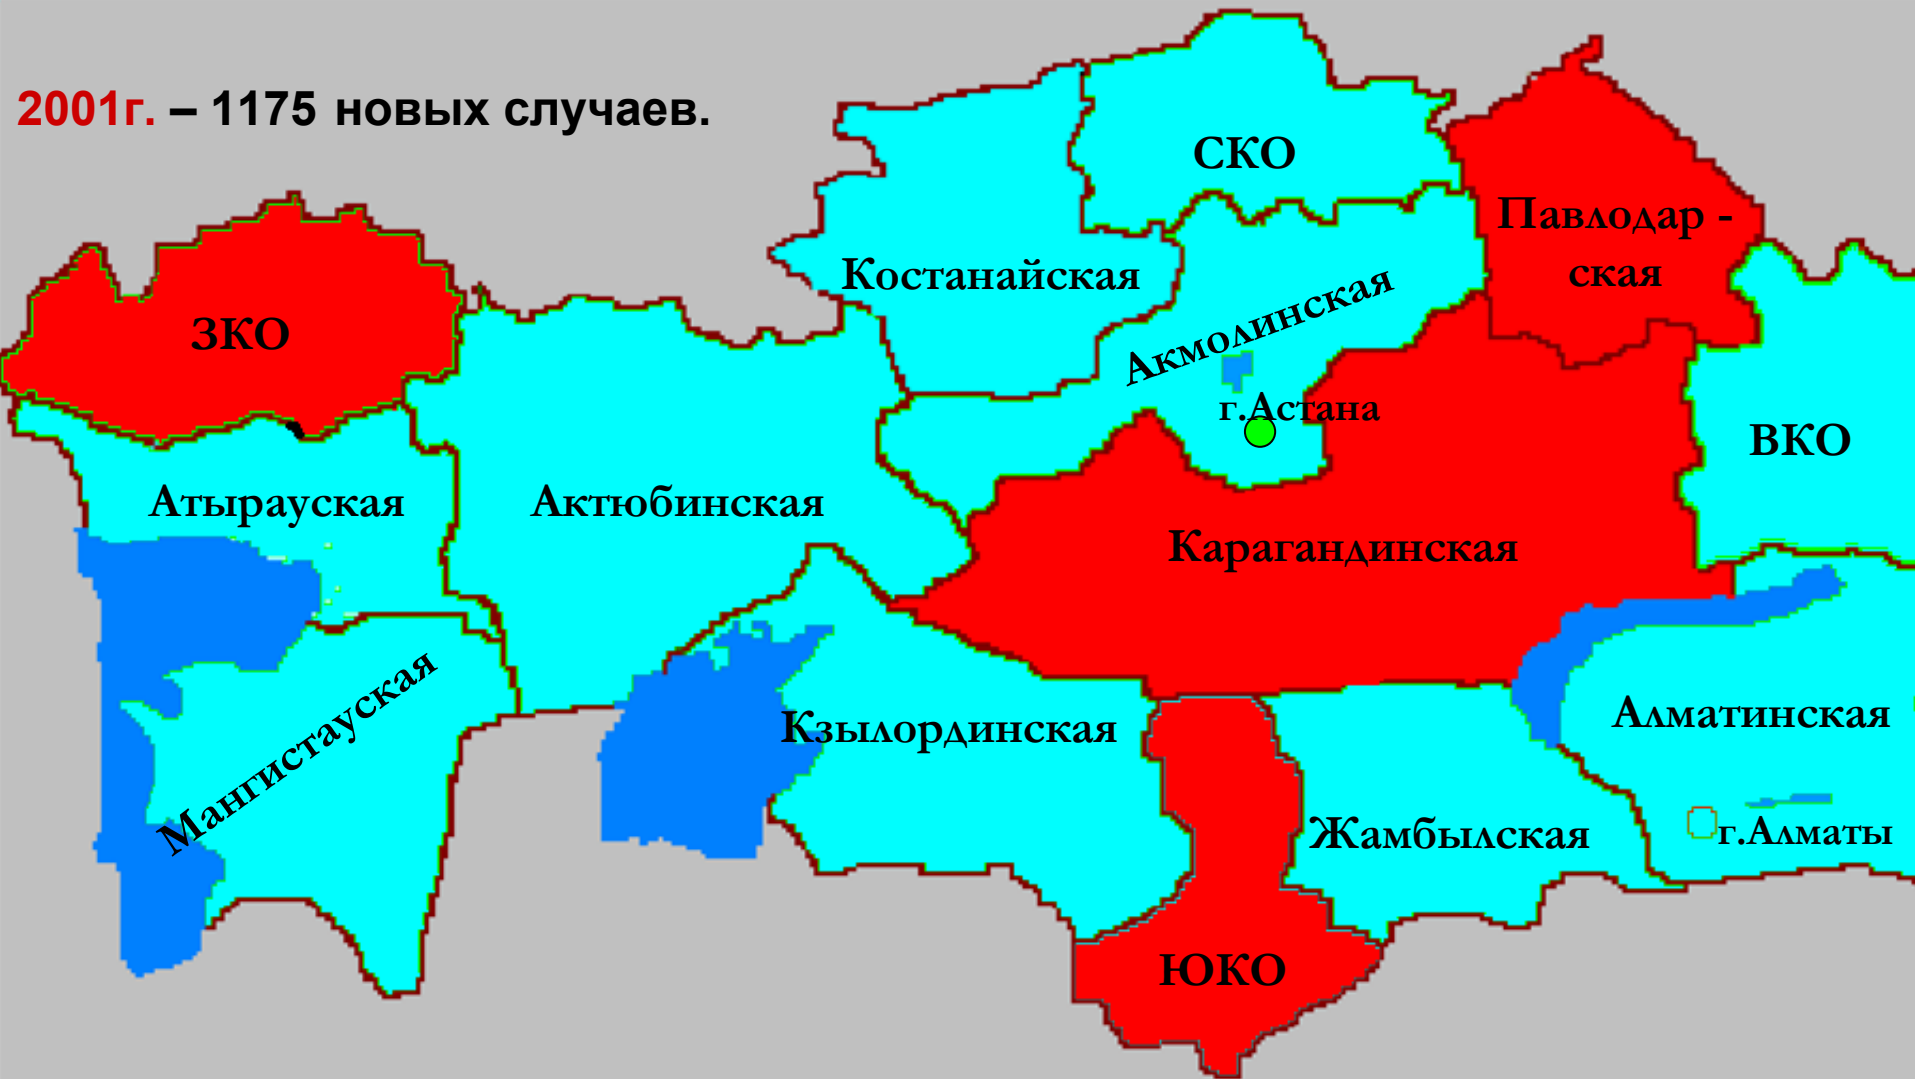 2001г. – 1175 новых случаев.
СКО
Павлодар -
ская
Костанайская
Акмолинская
ЗКО
г.Астана
ВКО
Атырауская
Актюбинская
Карагандинская
Мангистауская
Кзылординская
Алматинская
Жамбылская
г.Алматы
ЮКО